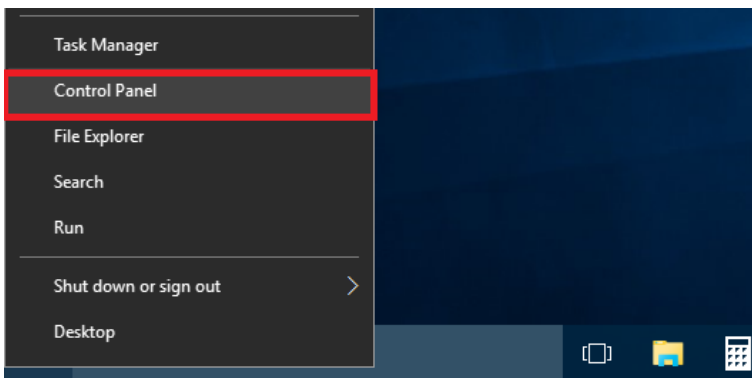 Task Manager
Control Panel
File Explorer
Search
Run
Shut down or sign out
Desktop